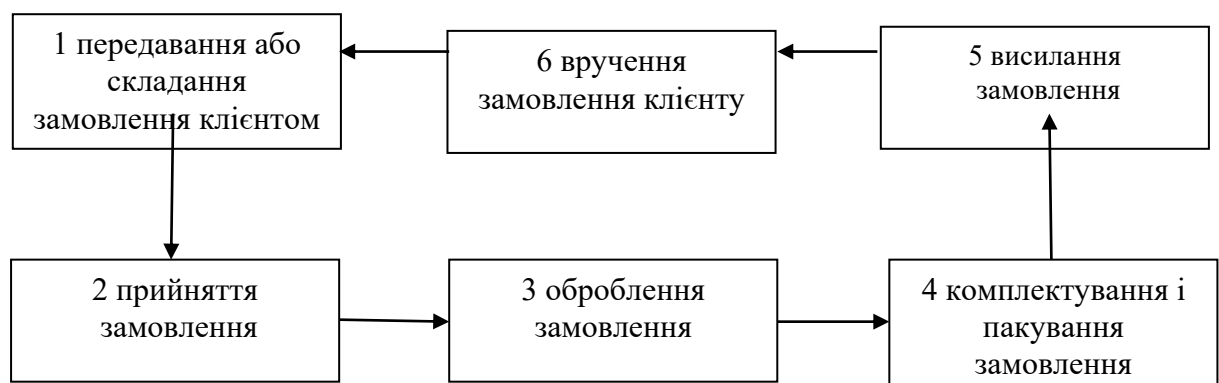 1 передавання або
складання
замовлення клієнтом
6 вручення
замовлення клієнту
5 висилання
замовлення
2 прийняття
замовлення
3 оброблення
замовлення
4 комплектування і
пакування
замовлення